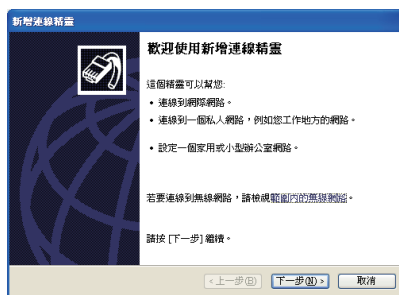 新增連線精靈
歡迎使用新增連線精靈
這個精靈可以幫您:
• 連線到網際網路。
• 連線到一個私人網路，例如您工作地方的網路。
• 設定一個家用或小型辦公室網路。
若要連線到無線網路，請檢視範圍內的無線網路。
請按 [下一步] 繼續。
< 上一步(B) 下一步(N) > 取消